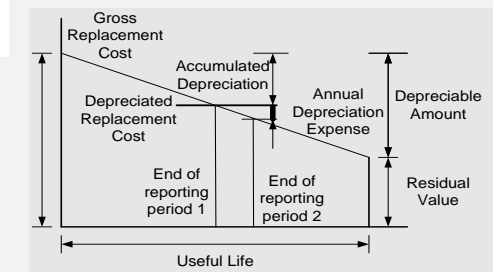 Gross
Replacement
Cost
Accumulated
Depreciation
Depreciated
Replacement
Cost
Annual
Depreciation
Expense
Depreciable
Amount
End of
reporting
period 1
End of
reporting
period 2
Residual
Value
Useful Life